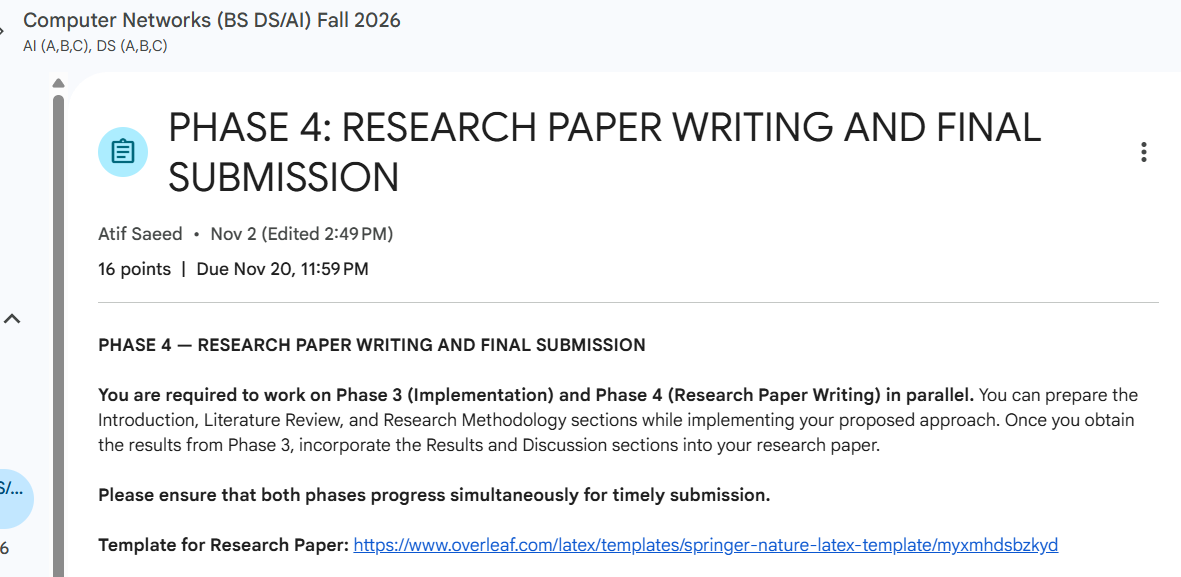 Computer Networks (BS DS/AI) Fall 2026
AI (A,B,C), DS (A,B,C)
PHASE 4: RESEARCH PAPER WRITING AND FINAL
SUBMISSION
Atif Saeed • Nov 2 (Edited 2:49 PM)
16 points | Due Nov 20, 11:59 PM
PHASE 4 — RESEARCH PAPER WRITING AND FINAL SUBMISSION
You are required to work on Phase 3 (Implementation) and Phase 4 (Research Paper Writing) in parallel. You can prepare the
Introduction, Literature Review, and Research Methodology sections while implementing your proposed approach. Once you obtain
the results from Phase 3, incorporate the Results and Discussion sections into your research paper.
S/...
Please ensure that both phases progress simultaneously for timely submission.
6
Template for Research Paper: https://www.overleaf.com/latex/templates/springer-nature-latex-template/myxmhdsbzkyd